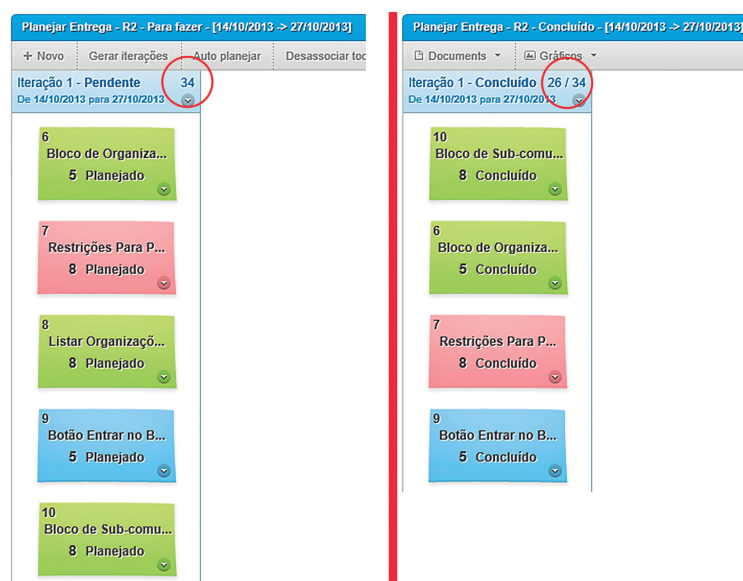 Planejar Entrega - R2 - Para fazer - [14/10/2013 -> 27/10/2013]
+ Novo Gerar iterações Auto planejar Desassociar toc
Iteração 1 - Pendente 34
De 14/10/2013 para 27/10/2013
6
Bloco de Organiza...
5 Planejado
7
Restrições Para P...
8 Planejado
8
Listar Organizaçõ...
8 Planejado
9
Botão Entrar no B...
5 Planejado
10
Bloco de Sub-comu...
8 Planejado
Planejar Entrega - R2 - Concluído - [14/10/2013 -> 27/10/2013]
Documents Gráficos
Iteração 1 - Concluído 26 / 34
De 14/10/2013 para 27/10/2013
10
Bloco de Sub-comu...
8 Concluído
6
Bloco de Organiza...
5 Concluído
7
Restrições Para P...
8 Concluído
9
Botão Entrar no B...
5 Concluído